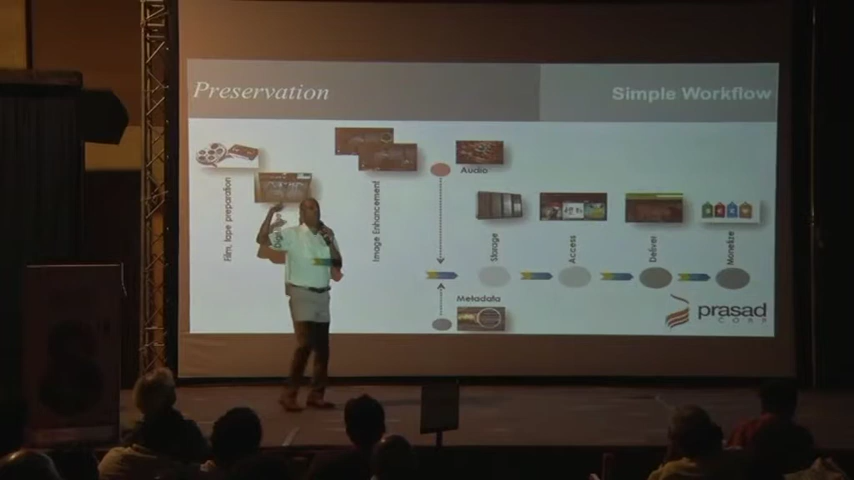 Preservation
Simple Workflow
Film, tape preparation
Image Enhancement
Audio
Storage
Access
Deliver
Monetize
Metadata
prasad
CORP